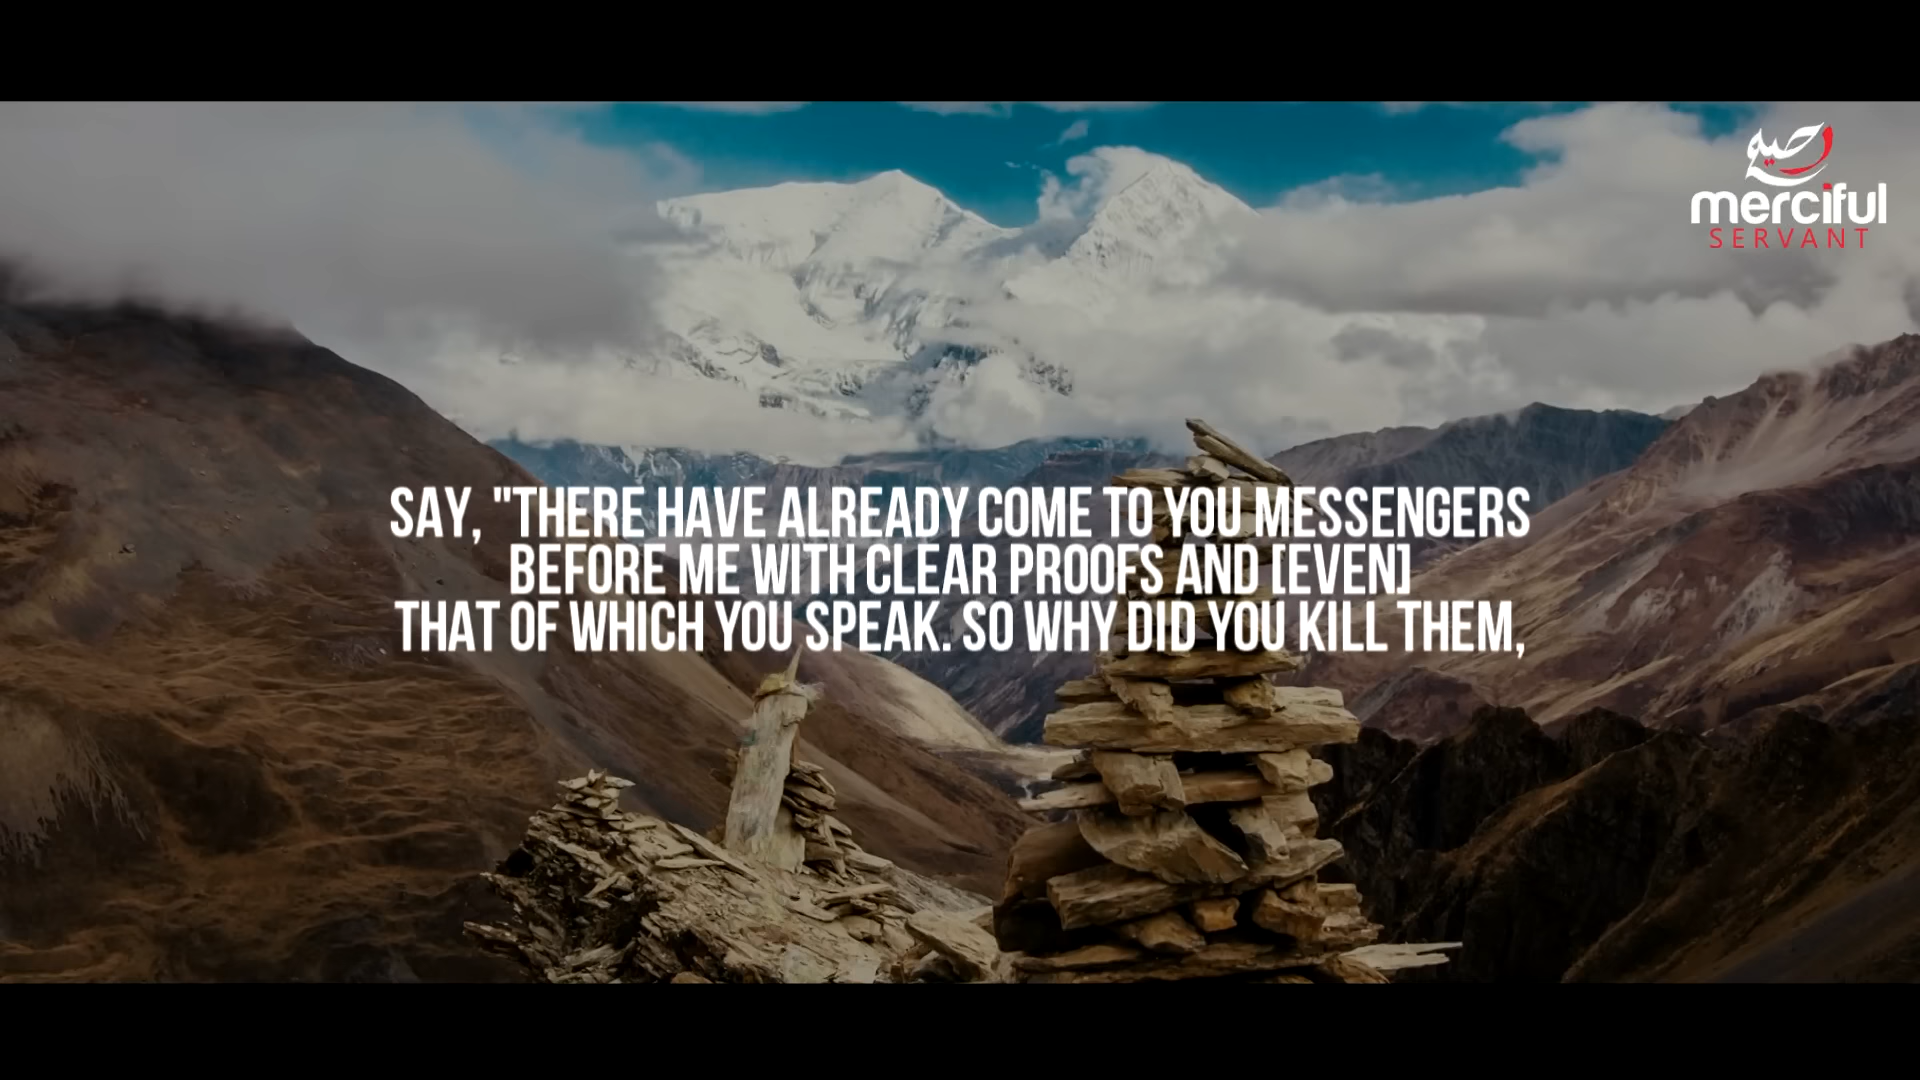 رحيم
merciful
SERVANT
SAY, "THERE HAVE ALREADY COME TO YOU MESSENGERS
BEFORE ME WITH CLEAR PROOFS AND [EVEN]
THAT OF WHICH YOU SPEAK. SO WHY DID YOU KILL THEM,